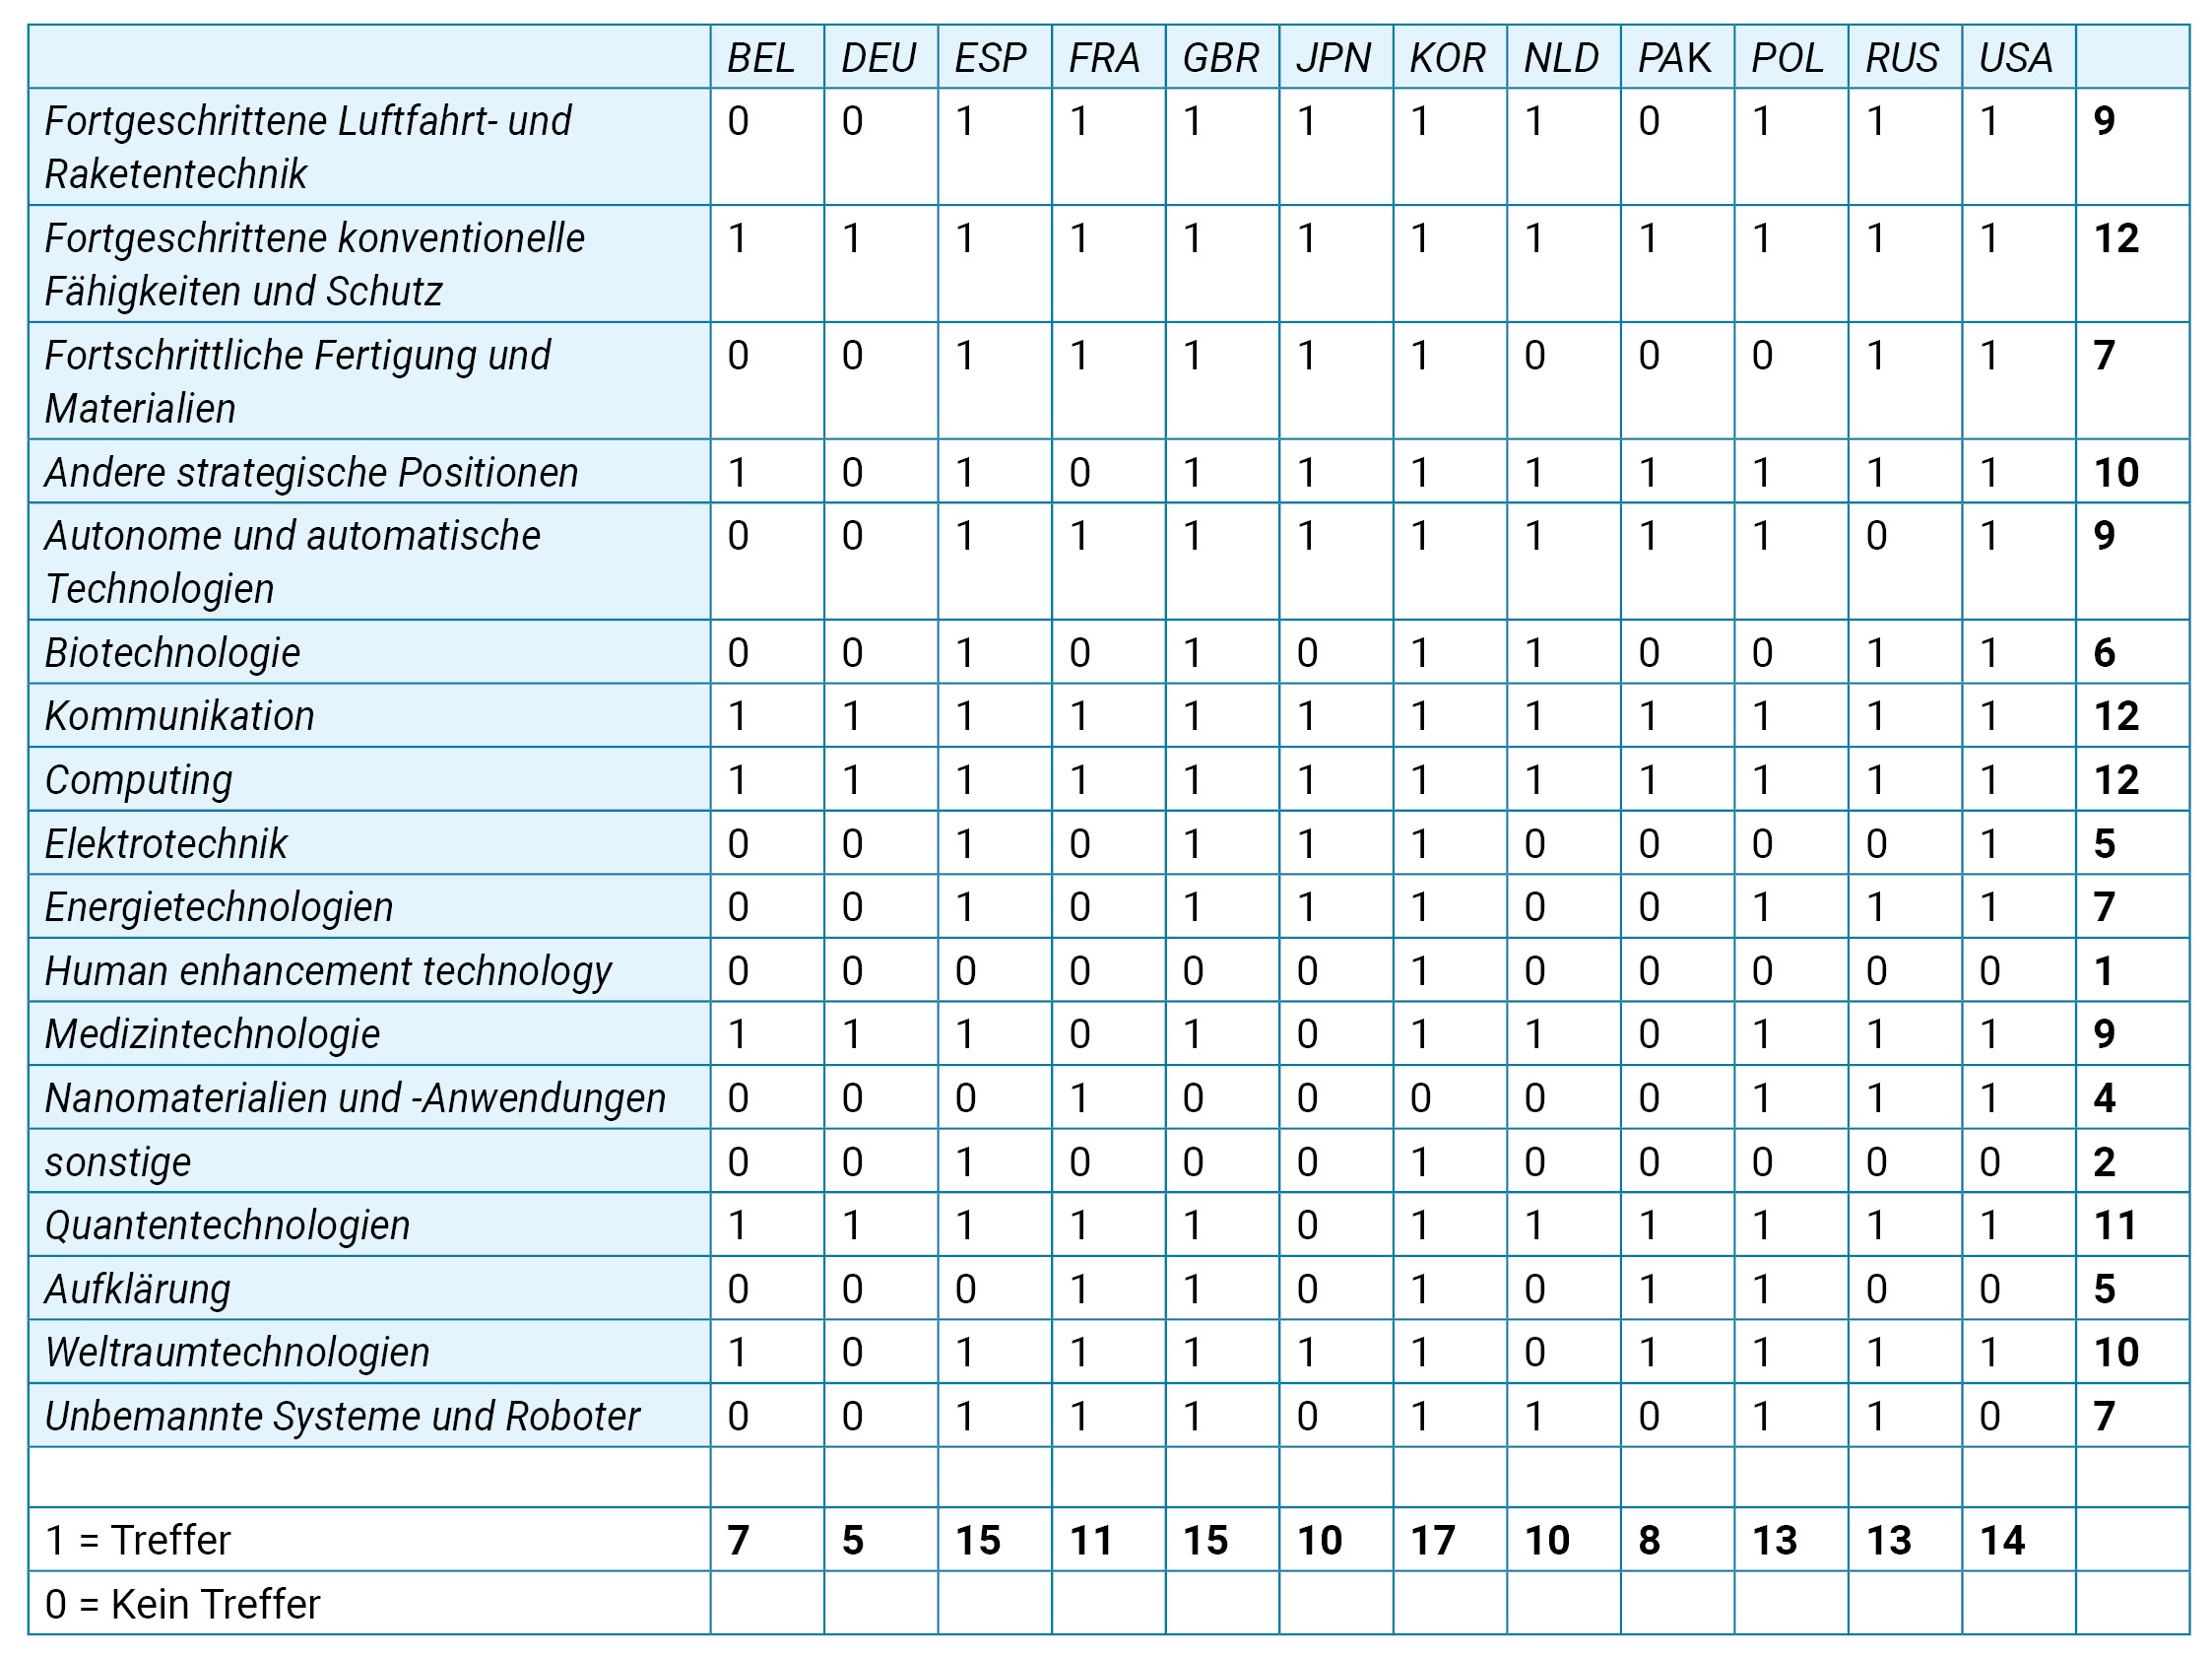 BEL DEU ESP FRA GBR JPN KOR NLD PAK POL RUS USA
Fortgeschrittene Luftfahrt- und 0 0 1 1 1 1 1 1 0 1 1 1 9
Raketentechnik
Fortgeschrittene konventionelle 1 1 1 1 1 1 1 1 1 1 1 1 12
Fähigkeiten und Schutz
Fortschrittliche Fertigung und 0 0 1 1 1 1 1 0 0 0 1 1 7
Materialien
Andere strategische Positionen 1 0 1 0 1 1 1 1 1 1 1 1 10
Autonome und automatische 0 0 1 1 1 1 1 1 1 1 0 1 9
Technologien
Biotechnologie 0 0 1 0 1 0 1 1 0 0 1 1 6
Kommunikation 1 1 1 1 1 1 1 1 1 1 1 1 12
Computing 1 1 1 1 1 1 1 1 1 1 1 1 12
Elektrotechnik 0 0 1 0 1 1 1 0 0 0 0 1 5
Energietechnologien 0 0 1 0 1 1 1 0 0 1 1 1 7
Human enhancement technology 0 0 0 0 0 0 1 0 0 0 0 0 1
Medizintechnologie 1 1 1 0 1 0 1 1 0 1 1 1 9
Nanomaterialien und -Anwendungen 0 0 0 1 0 0 0 0 0 1 1 1 4
sonstige 0 0 1 0 0 0 1 0 0 0 0 0 2
Quantentechnologien 1 1 1 1 1 0 1 1 1 1 1 1 11
Aufklärung 0 0 0 1 1 0 1 0 1 1 0 0 5
Weltraumtechnologien 1 0 1 1 1 1 1 0 1 1 1 1 10
Unbemannte Systeme und Roboter 0 0 1 1 1 0 1 1 0 1 1 0 7
1 = Treffer 7 5 15 11 15 10 17 10 8 13 13 14
0 = Kein Treffer